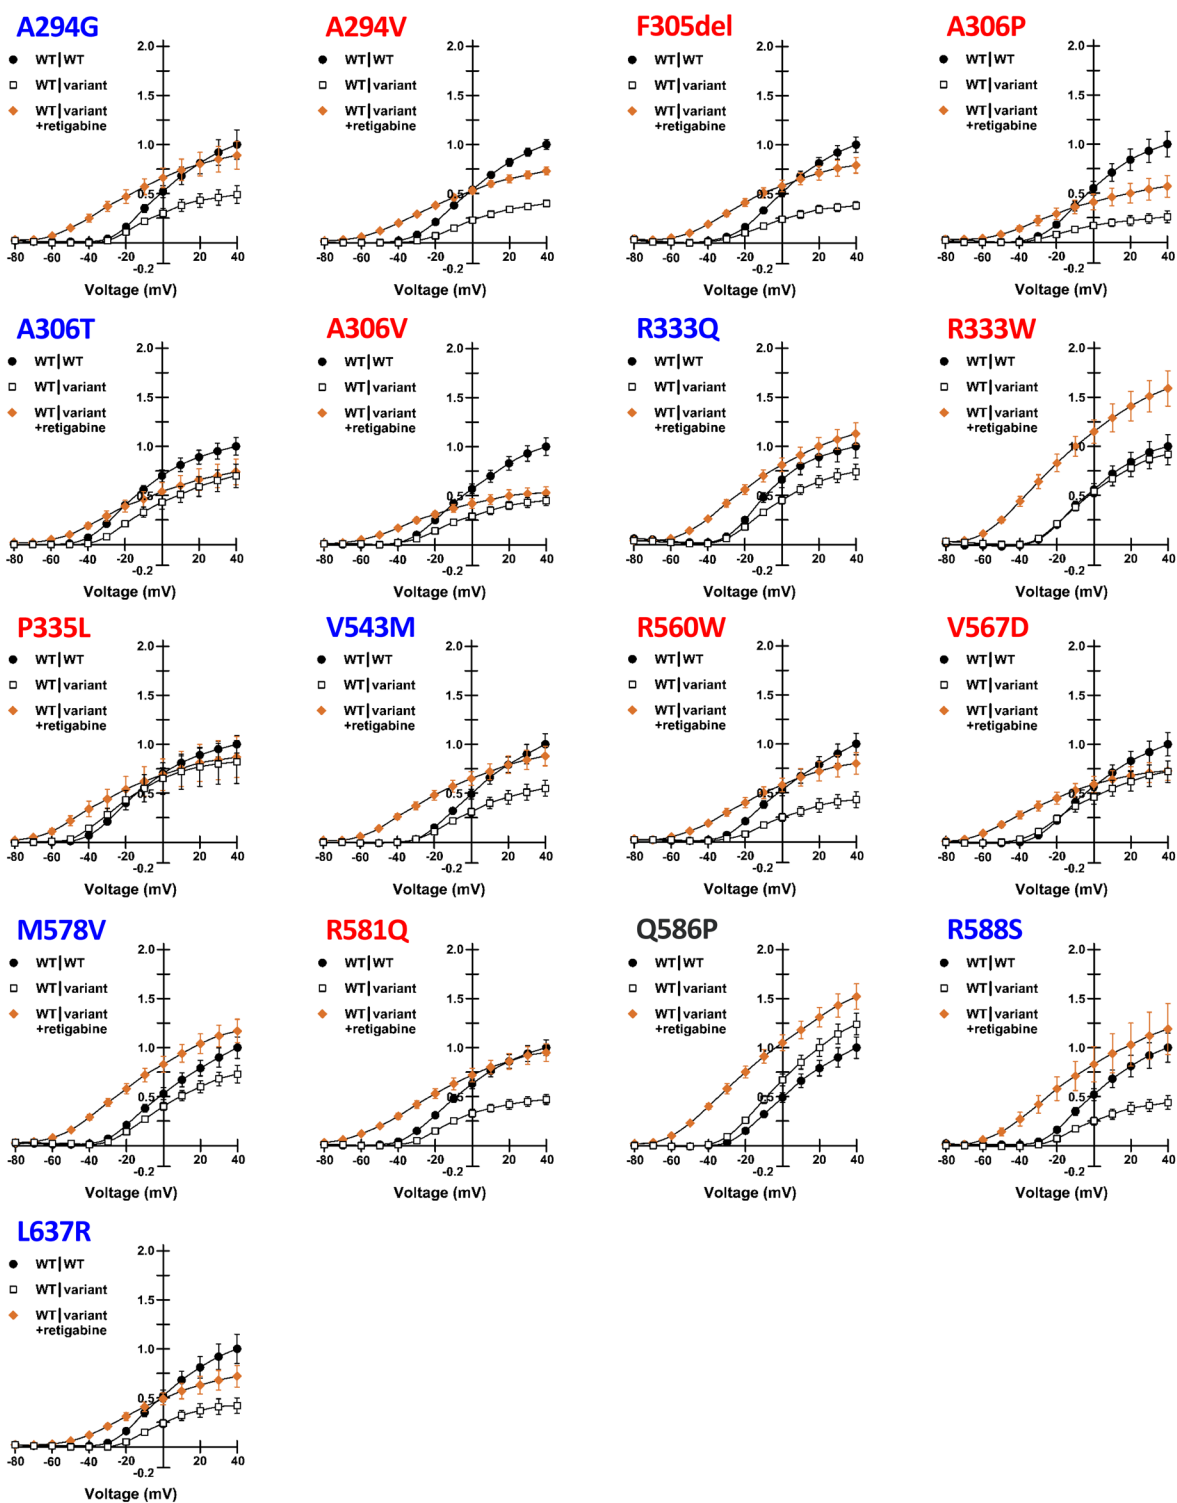 A294G
WT|WT
WT|variant
WT|variant
+retigabine
2.0
1.5
1.0
0.5
-80 -60 -40 -20 20 40
-0.2
Voltage (mV)
A294V
WT|WT
WT|variant
WT|variant
+retigabine
2.0
1.5
1.0
0.5
-80 -60 -40 -20 20 40
-0.2
Voltage (mV)
F305del
WT|WT
WT|variant
WT|variant
+retigabine
2.0
1.5
1.0
0.5
-80 -60 -40 -20 20 40
-0.2
Voltage (mV)
A306P
WT|WT
WT|variant
WT|variant
+retigabine
2.0
1.5
1.0
0.5
-80 -60 -40 -20 20 40
-0.2
Voltage (mV)
A306T
WT|WT
WT|variant
WT|variant
+retigabine
2.0
1.5
1.0
0.5
-80 -60 -40 -20 20 40
-0.2
Voltage (mV)
A306V
WT|WT
WT|variant
WT|variant
+retigabine
2.0
1.5
1.0
0.5
-80 -60 -40 -20 20 40
-0.2
Voltage (mV)
R333Q
WT|WT
WT|variant
WT|variant
+retigabine
2.0
1.5
1.0
0.5
-80 -60 -40 -20 20 40
-0.2
Voltage (mV)
R333W
WT|WT
WT|variant
WT|variant
+retigabine
2.0
1.5
1.0
0.5
-80 -60 -40 -20 20 40
-0.2
Voltage (mV)
P335L
WT|WT
WT|variant
WT|variant
+retigabine
2.0
1.5
1.0
0.5
-80 -60 -40 -20 20 40
-0.2
Voltage (mV)
V543M
WT|WT
WT|variant
WT|variant
+retigabine
2.0
1.5
1.0
0.5
-80 -60 -40 -20 20 40
-0.2
Voltage (mV)
R560W
WT|WT
WT|variant
WT|variant
+retigabine
2.0
1.5
1.0
0.5
-80 -60 -40 -20 20 40
-0.2
Voltage (mV)
V567D
WT|WT
WT|variant
WT|variant
+retigabine
2.0
1.5
1.0
0.5
-80 -60 -40 -20 20 40
-0.2
Voltage (mV)
M578V
WT|WT
WT|variant
WT|variant
+retigabine
2.0
1.5
1.0
0.5
-80 -60 -40 -20 20 40
-0.2
Voltage (mV)
R581Q
WT|WT
WT|variant
WT|variant
+retigabine
2.0
1.5
1.0
0.5
-80 -60 -40 -20 20 40
-0.2
Voltage (mV)
Q586P
WT|WT
WT|variant
WT|variant
+retigabine
2.0
1.5
1.0
0.5
-80 -60 -40 -20 20 40
-0.2
Voltage (mV)
R588S
WT|WT
WT|variant
WT|variant
+retigabine
2.0
1.5
1.0
0.5
-80 -60 -40 -20 20 40
-0.2
Voltage (mV)
L637R
WT|WT
WT|variant
WT|variant
+retigabine
2.0
1.5
1.0
0.5
-80 -60 -40 -20 20 40
-0.2
Voltage (mV)